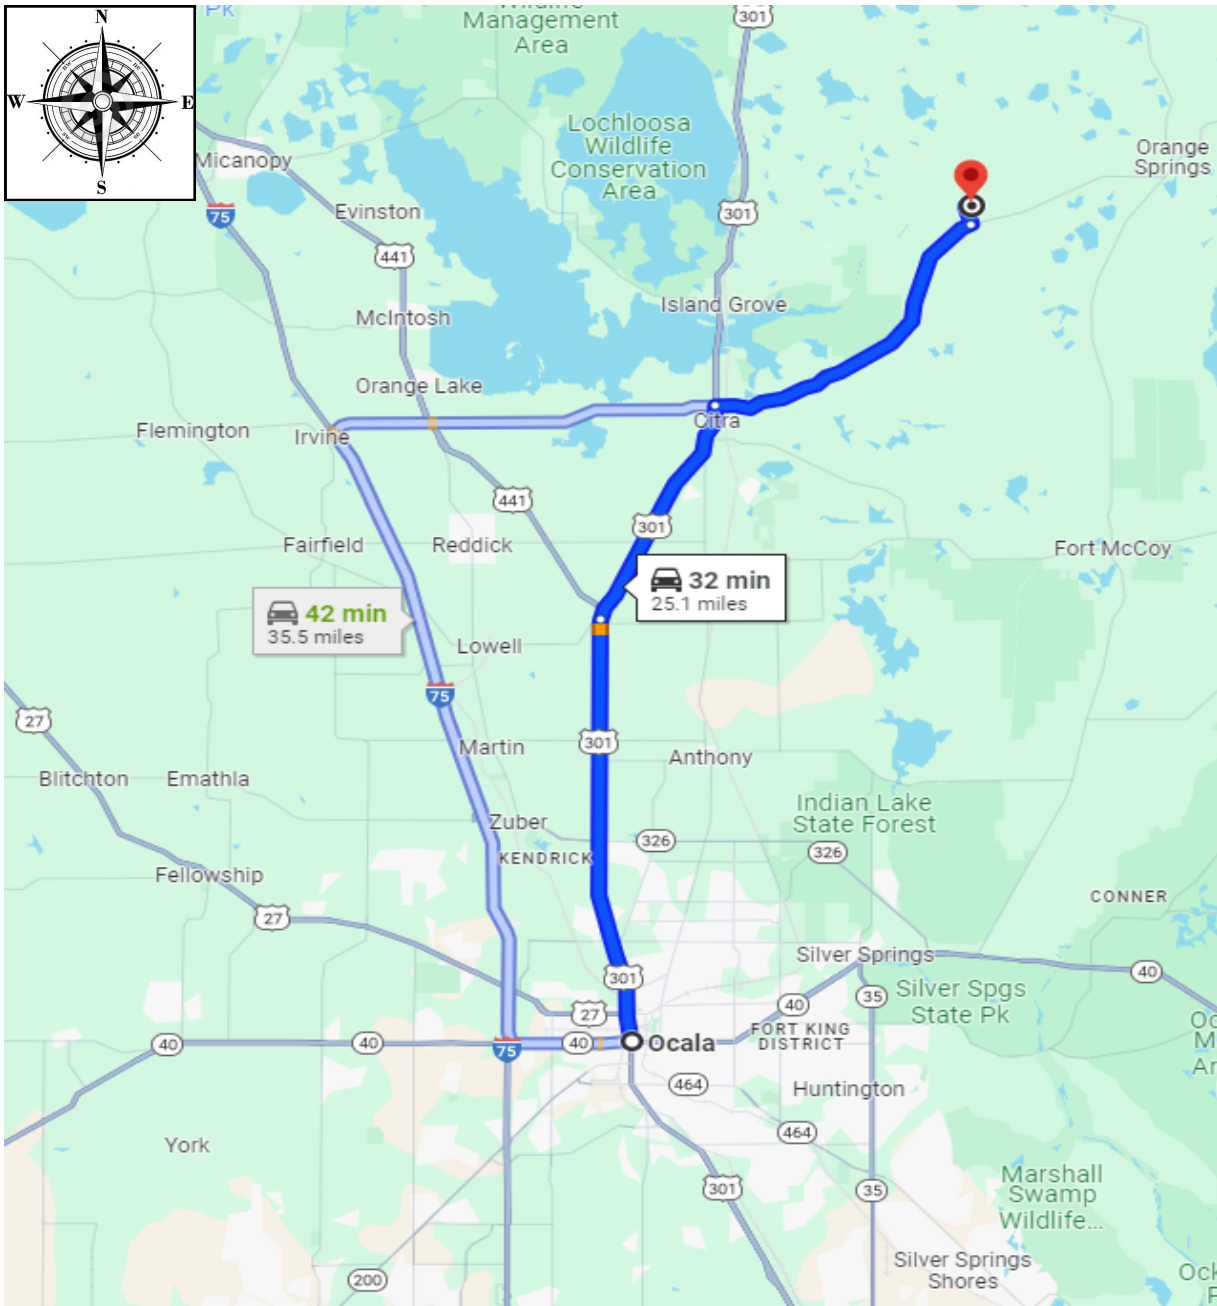 N
W
E
S
Pk
Wildlife
Management
Area
301
Lochloosa
Wildlife
Conservation
Area
Orange
Springs
Micanopy
75
Evinston
301
441
Island Grove
McIntosh
Orange Lake
Citra
Flemington
Irvine
441
301
Fairfield
Reddick
Fort McCoy
32 min
25.1 miles
42 min
35.5 miles
Lowell
75
27
301
Martin
Anthony
Blitchton
Emathla
Indian Lake
State Forest
Zuber
326
326
KENDRICK
Fellowship
CONNER
27
Silver Springs
40
301
35
Silver Spgs
State Pk
40
27
FORT KING
DISTRICT
40
40
75
40
Ocala
464
Huntington
464
York
Marshall
Swamp
Wildlife...
301
35
Silver Springs
Shores
200